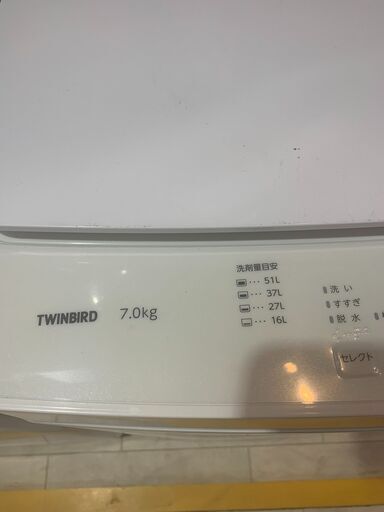 洗剤量目安
··· 51L
··· 37L
··· 27L
··· 16L
TWINBIRD 7.0kg
洗い
すすぎ
脱水
セレクト